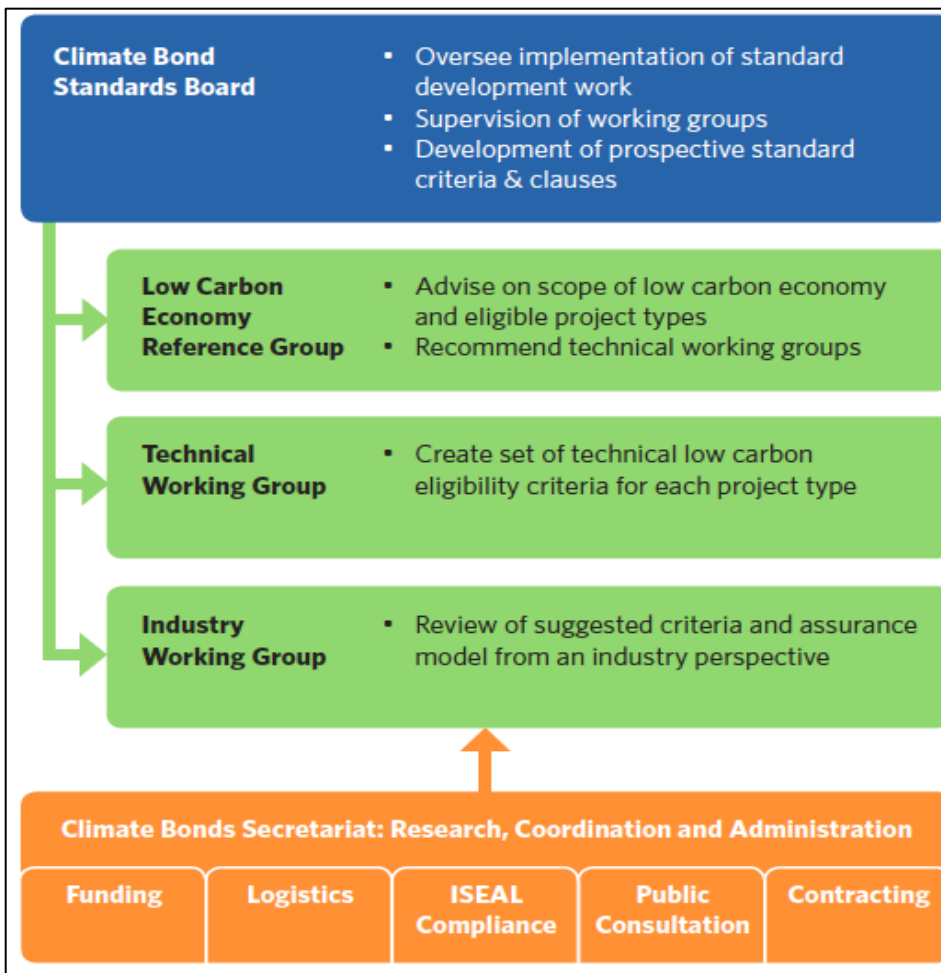 Climate Bond
Standards Board
▪ Oversee implementation of standard
development work
▪ Supervision of working groups
▪ Development of prospective standard
criteria & clauses
Low Carbon
Economy
Reference Group
▪ Advise on scope of low carbon economy
and eligible project types
▪ Recommend technical working groups
Technical
Working Group
▪ Create set of technical low carbon
eligibility criteria for each project type
Industry
Working Group
▪ Review of suggested criteria and assurance
model from an industry perspective
Climate Bonds Secretariat: Research, Coordination and Administration
Funding
Logistics
ISEAL
Compliance
Public
Consultation
Contracting